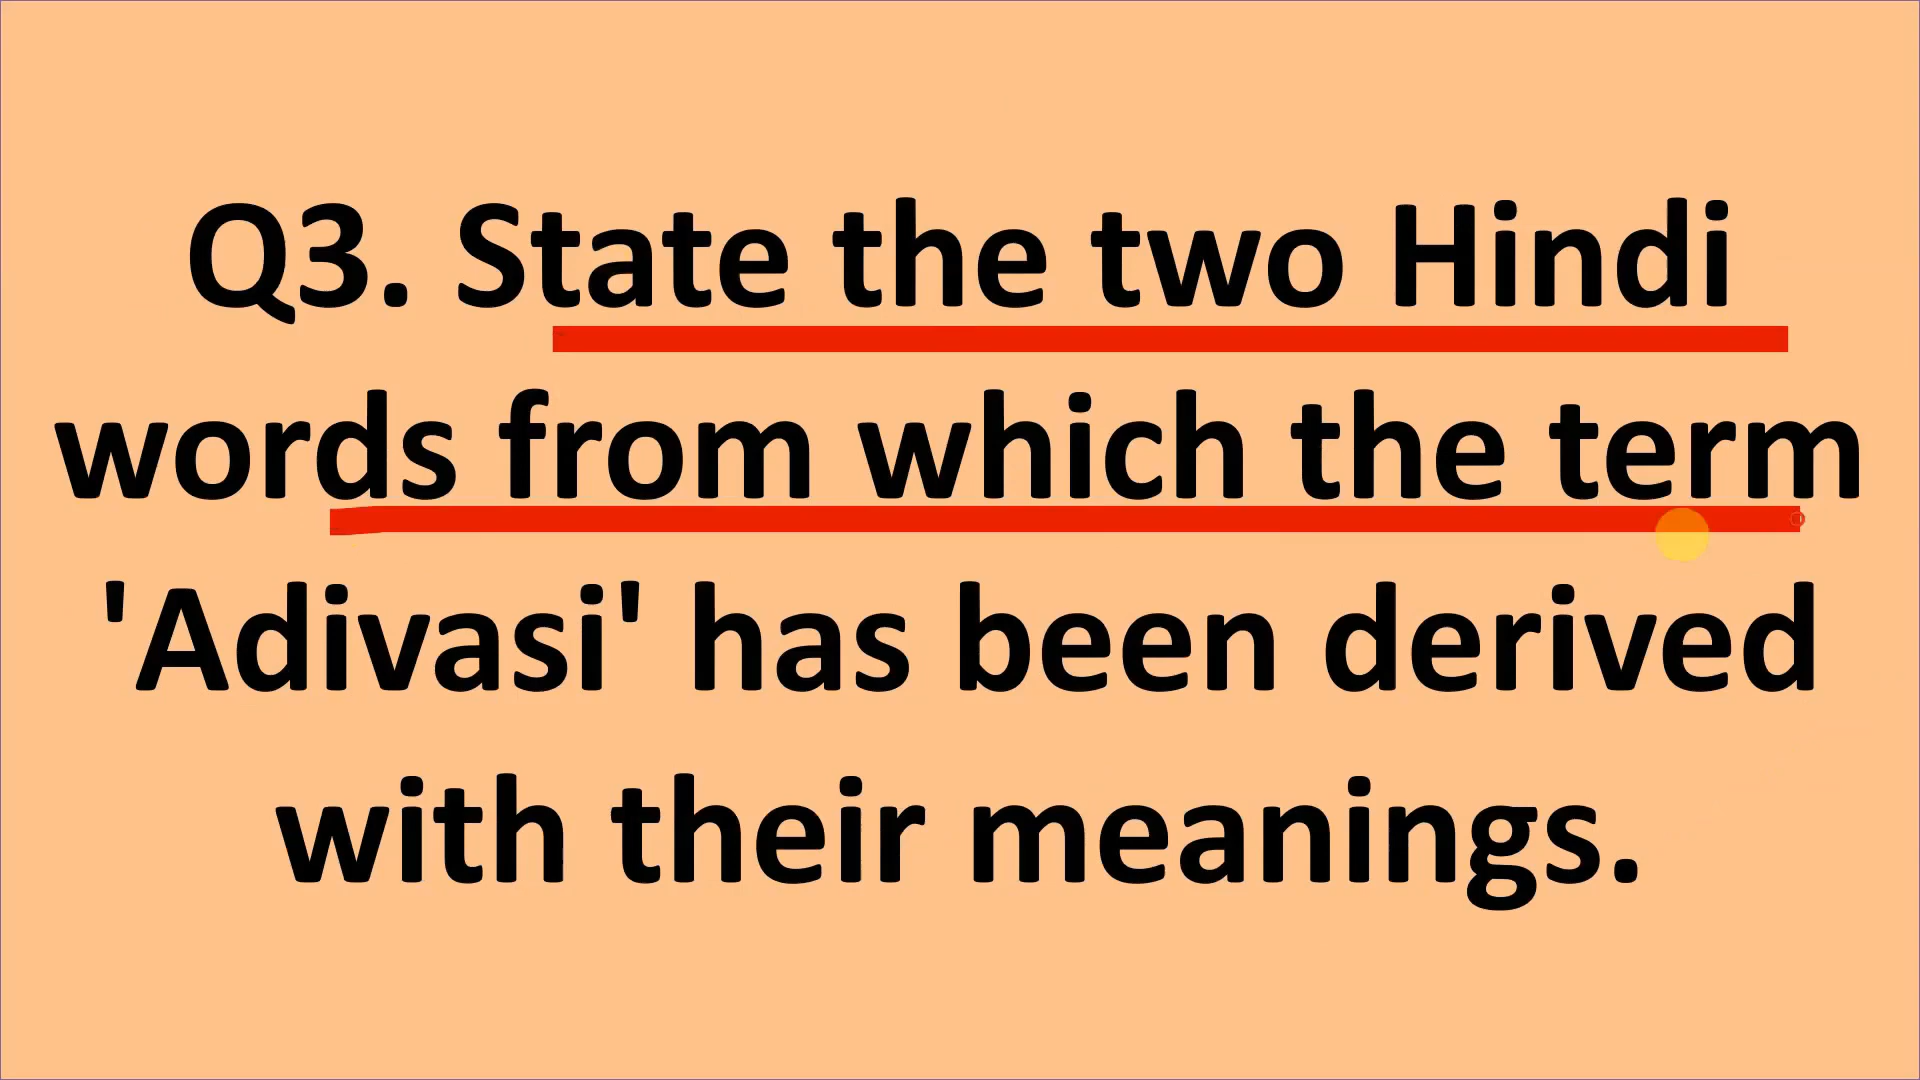 Q3. State the two Hindi
words from which the term
'Adivasi' has been derived
with their meanings.